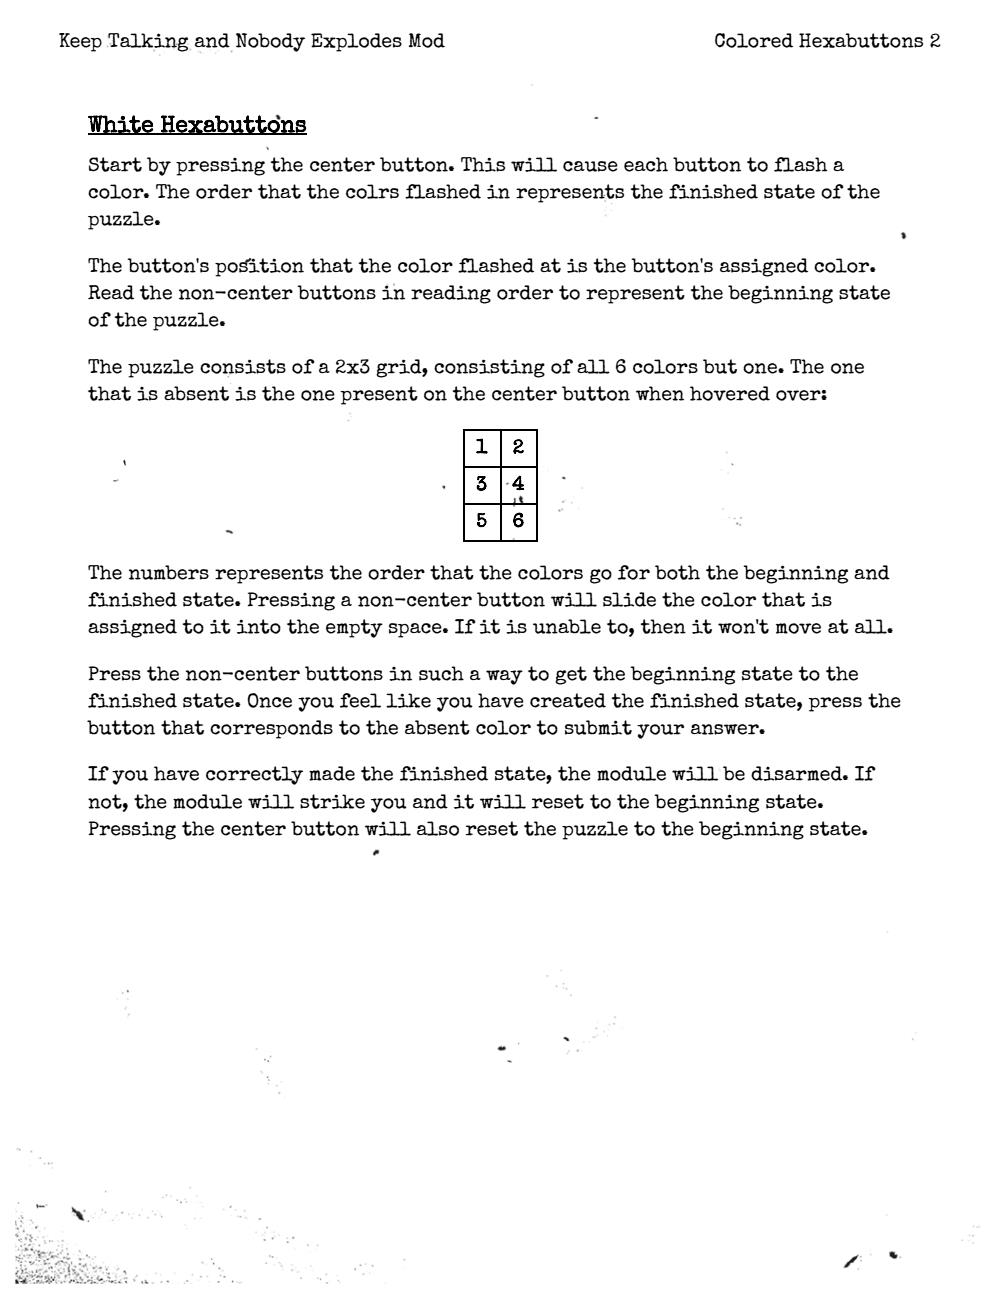 Keep Talking and Nobody Explodes Mod
Colored Hexabuttons 2
White Hexabuttons
Start by pressing the center button. This will cause each button to flash a
color. The order that the colrs flashed in represents the finished state of the
puzzle.
The button's position that the color flashed at is the button's assigned color.
Read the non-center buttons in reading order to represent the beginning state
of the puzzle.
The puzzle consists of a 2x3 grid, consisting of all 6 colors but one. The one
that is absent is the one present on the center button when hovered over:
1 2
3 4
5 6
The numbers represents the order that the colors go for both the beginning and
finished state. Pressing a non-center button will slide the color that is
assigned to it into the empty space. If it is unable to, then it won't move at all.
Press the non-center buttons in such a way to get the beginning state to the
finished state. Once you feel like you have created the finished state, press the
button that corresponds to the absent color to submit your answer.
If you have correctly made the finished state, the module will be disarmed. If
not, the module will strike you and it will reset to the beginning state.
Pressing the center button will also reset the puzzle to the beginning state.